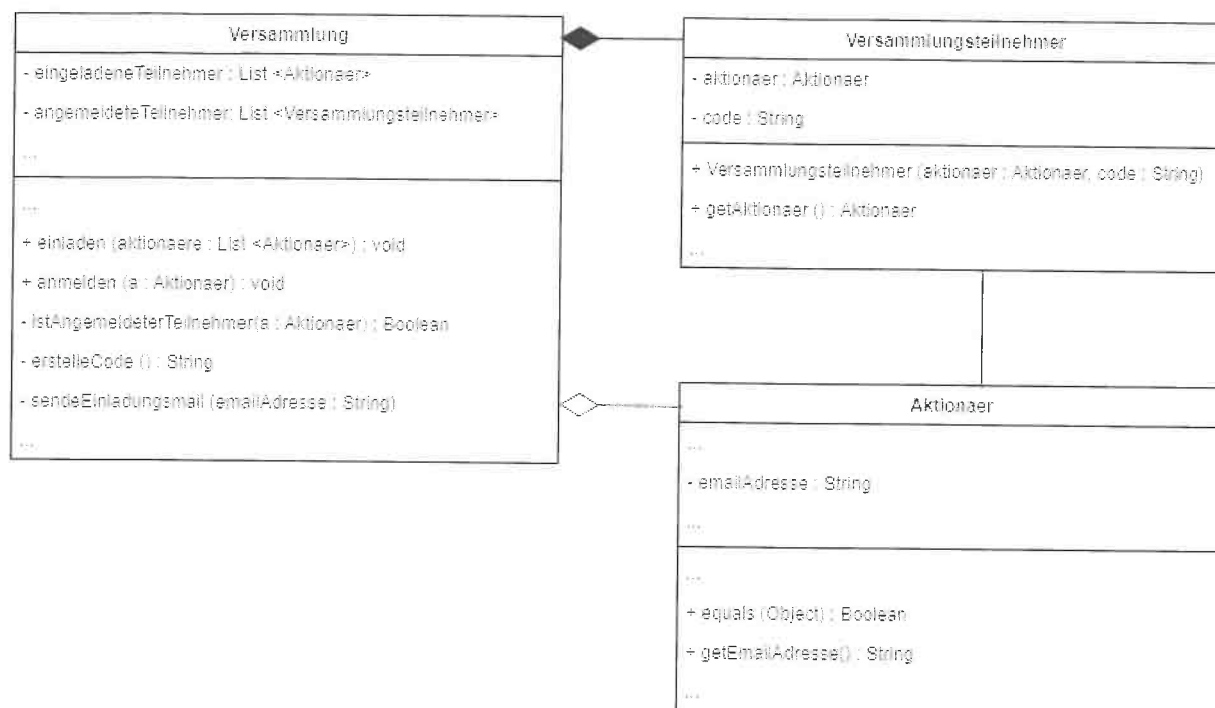 Versammlung
- eingeladeneTeilnehmer : List <Aktionaer>
- angemeldeteTeilnehmer: List <Versammlungsteilnehmer>
...
...
+ einladen (aktionaere : List <Aktionaer>) : void
+ anmelden (a : Aktionaer) : void
- istAngemeldeterTeilnehmer(a : Aktionaer) : Boolean
- erstelleCode () : String
- sendeEinladungsmail (emailAdresse : String)
...
Versammlungsteilnehmer
- aktionaer : Aktionaer
- code : String
+ Versammlungsteilnehmer (aktionaer : Aktionaer, code : String)
+ getAktionaer () : Aktionaer
...
Aktionaer
...
- emailAdresse : String
...
...
+ equals (Object) : Boolean
+ getEmailAdresse() : String
...